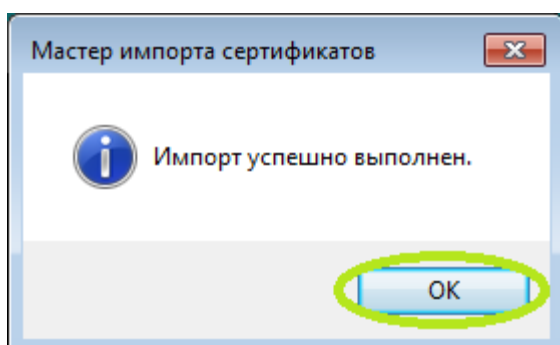 Мастер импорта сертификатов
Импорт успешно выполнен.
ОК